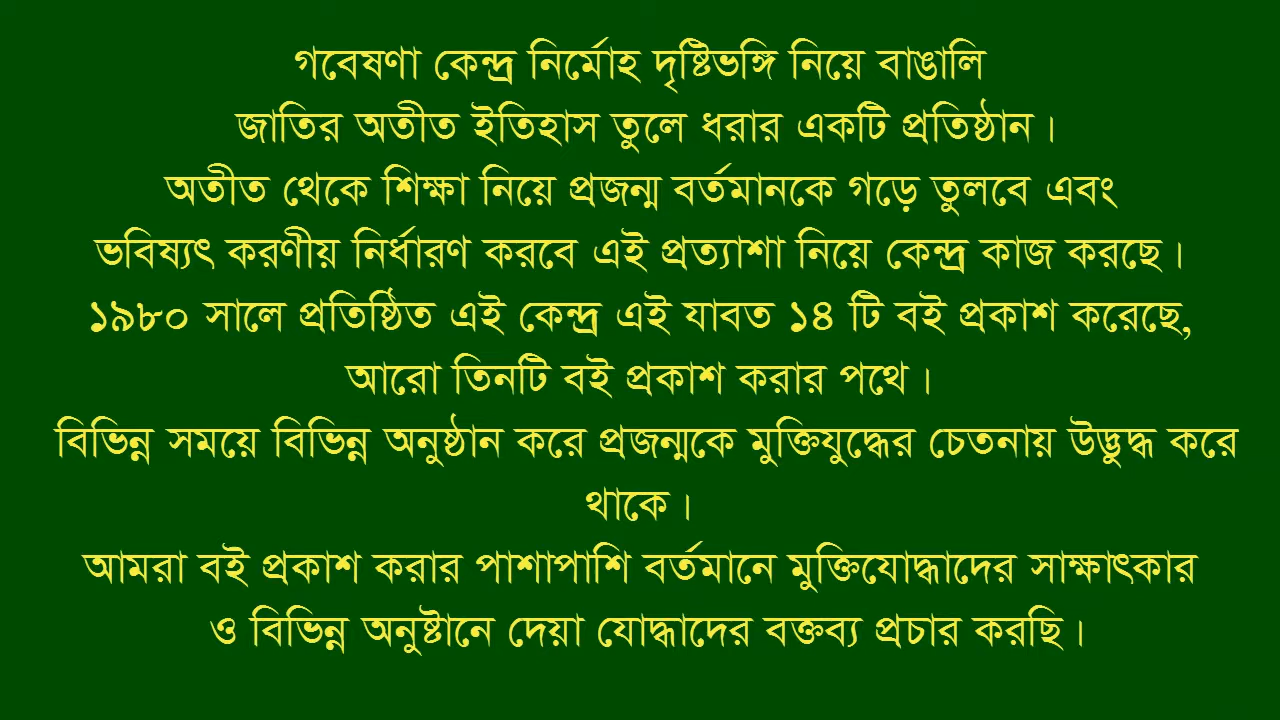 গবেষণা কেন্দ্র নির্মোহ দৃষ্টিভঙ্গি নিয়ে বাঙালি
জাতির অতীত ইতিহাস তুলে ধরার একটি প্রতিষ্ঠান।
অতীত থেকে শিক্ষা নিয়ে প্রজন্ম বর্তমানকে গড়ে তুলবে এবং
ভবিষ্যৎ করণীয় নির্ধারণ করবে এই প্রত্যাশা নিয়ে কেন্দ্র কাজ করছে।
১৯৮০ সালে প্রতিষ্ঠিত এই কেন্দ্র এই যাবত ১৪ টি বই প্রকাশ করেছে,
আরো তিনটি বই প্রকাশ করার পথে।
বিভিন্ন সময়ে বিভিন্ন অনুষ্ঠান করে প্রজন্মকে মুক্তিযুদ্ধের চেতনায় উদ্ভুদ্ধ করে
থাকে।
আমরা বই প্রকাশ করার পাশাপাশি বর্তমানে মুক্তিযোদ্ধাদের সাক্ষাৎকার
ও বিভিন্ন অনুষ্টানে দেয়া যোদ্ধাদের বক্তব্য প্রচার করছি।